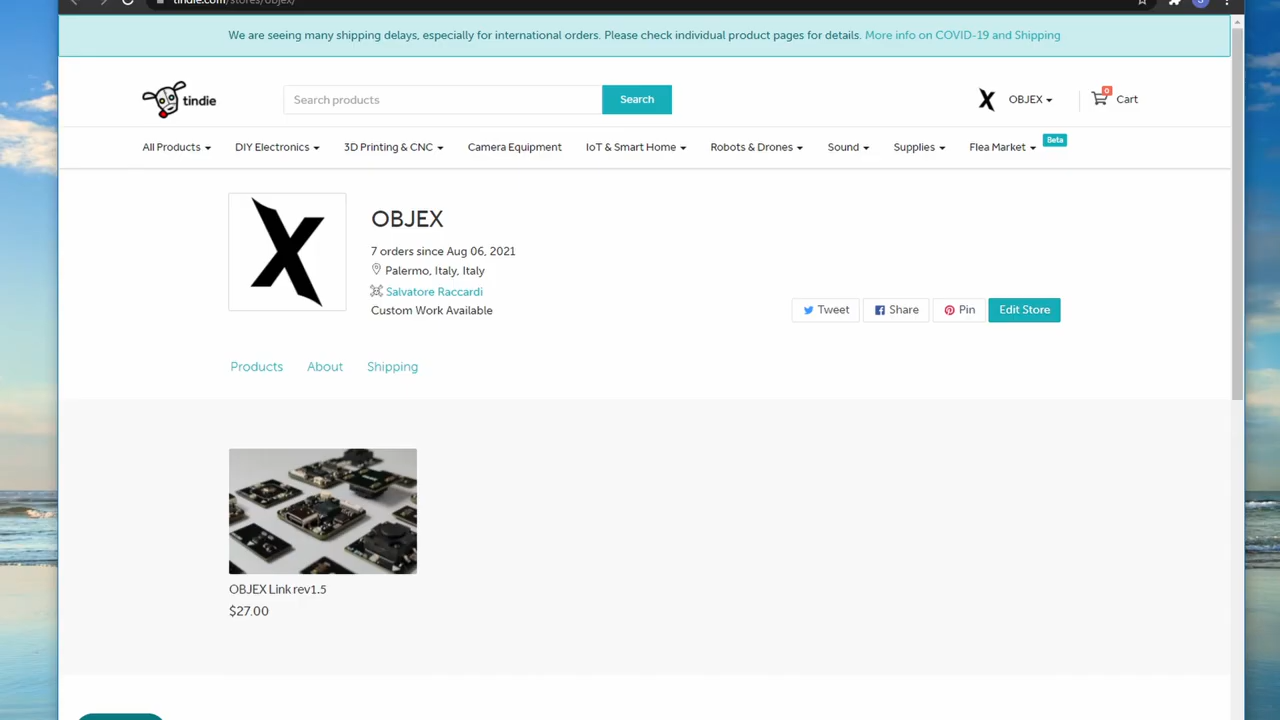 tindie.com/stores/objex/
We are seeing many shipping delays, especially for international orders. Please check individual product pages for details. More info on COVID-19 and Shipping
tindie
Search products
Search
OBJEX
0
Cart
All Products
DIY Electronics
Printing & CNC
Camera Equipment
IoT & Smart Home
Robots & Drones
Sound
Supplies
Flea Market
Beta
X
OBJEX
7 orders since Aug 06, 2021
Palermo, Italy, Italy
Salvatore Raccardi
Custom Work Available
Tweet
Share
Pin
Edit Store
Products
About
Shipping
OBJEX Link rev1.5
$27.00